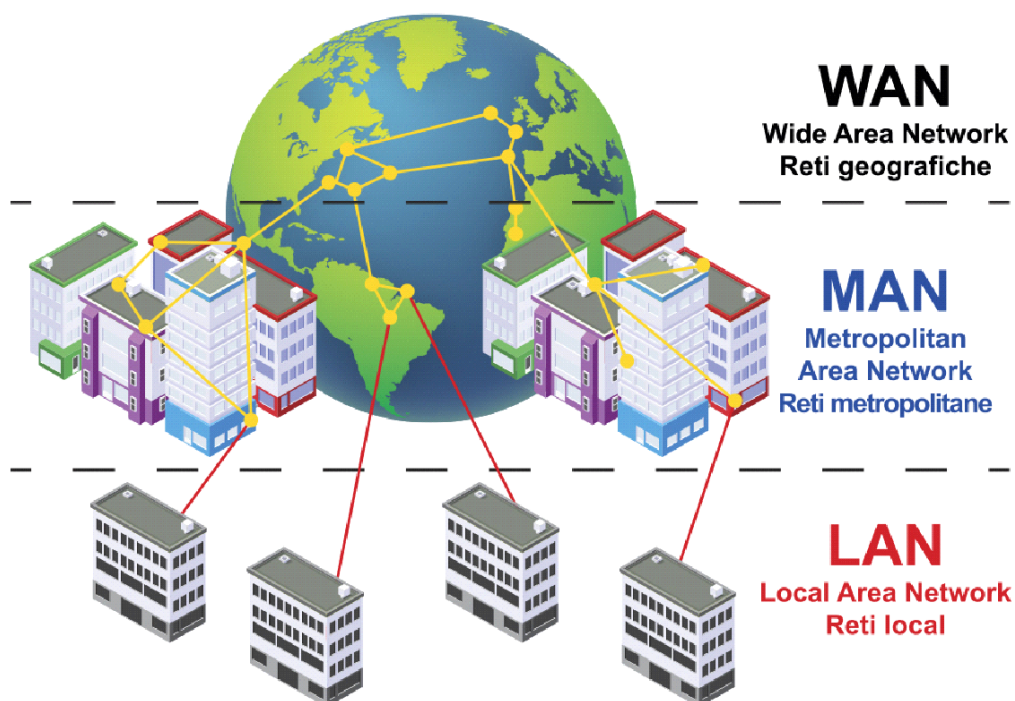 WAN
Wide Area Network
Reti geografiche
MAN
Metropolitan
Area Network
Reti metropolitane
LAN
Local Area Network
Reti local